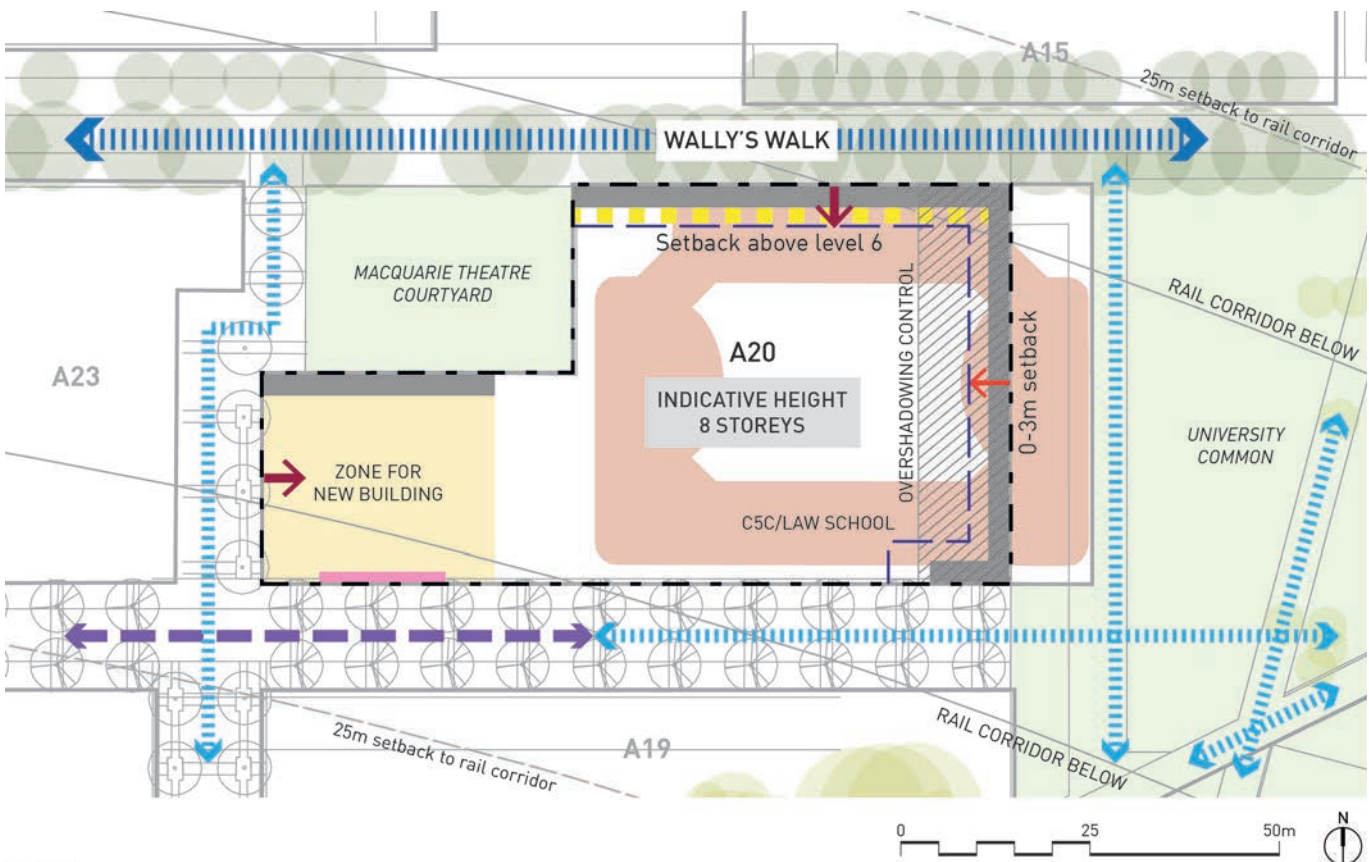 A15
25m setback to rail corridor
WALLY'S WALK
MACQUARIE THEATRE
COURTYARD
Setback above level 6
OVERSHADOWING CONTROL
RAIL CORRIDOR BELOW
A23
A20
INDICATIVE HEIGHT
8 STOREYS
0-3m setback
UNIVERSITY
COMMON
ZONE FOR
NEW BUILDING
C5C/LAW SCHOOL
25m setback to rail corridor
A19
RAIL CORRIDOR BELOW
0
25
50m
N